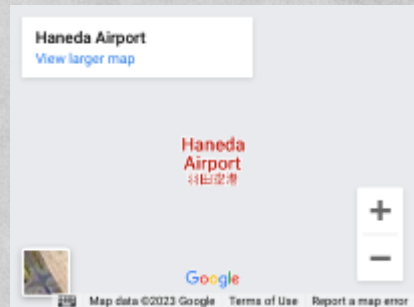 Haneda Airport
View larger map
Haneda
Airport
羽田空港
+
−
Google
Map data ©2023 Google Terms of Use Report a map error